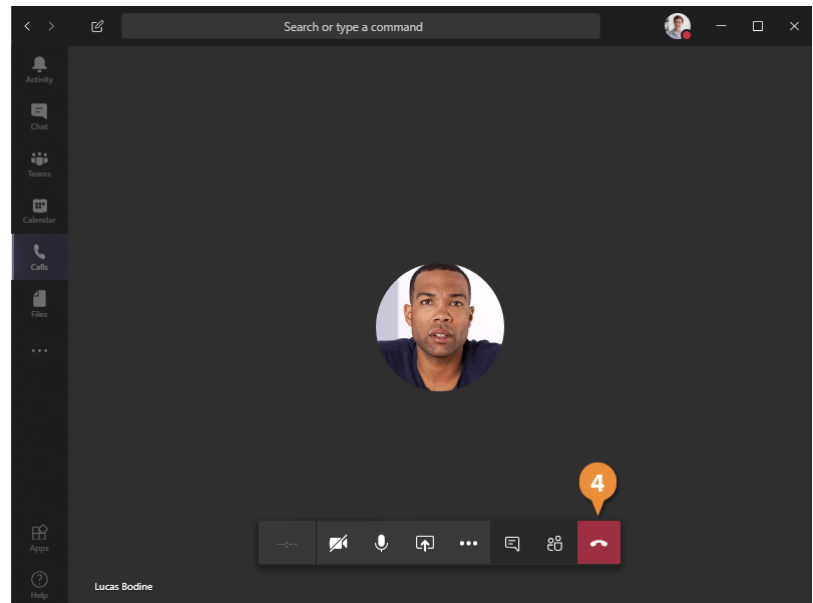 Search or type a command
Activity
Chat
Teams
Calendar
Calls
Files
4
--:--
Apps
Help
Lucas Bodine